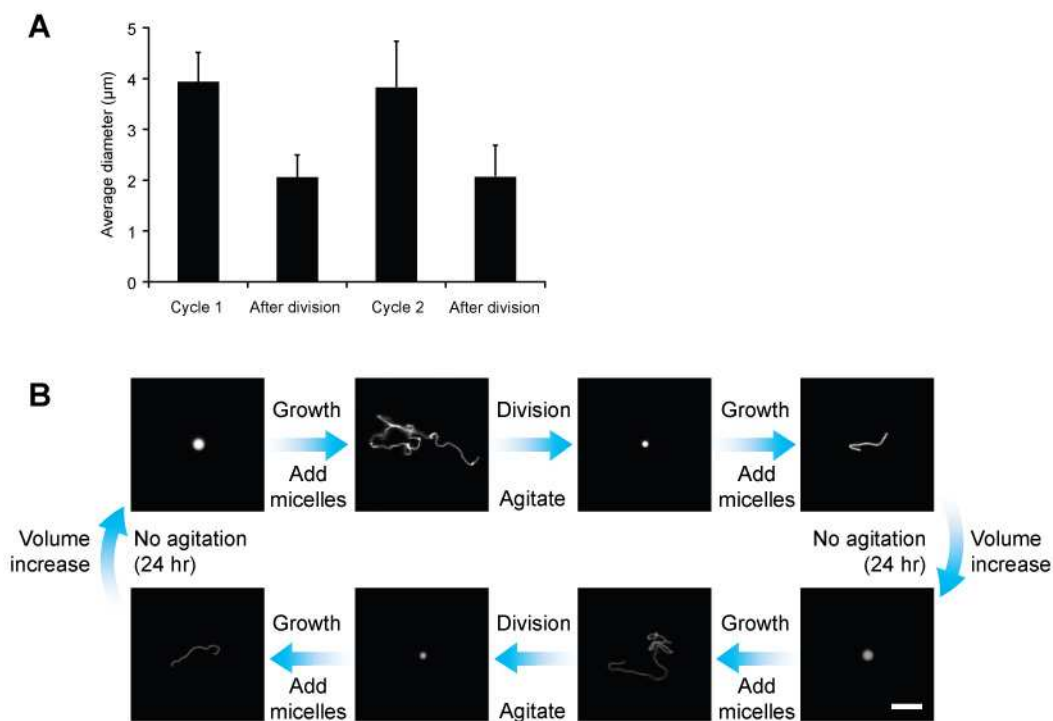 A
Average diameter (μm)
5
4
3
2
1
0
Cycle 1
After division
Cycle 2
After division
B
Growth
Add
micelles
Division
Agitate
Growth
Add
micelles
Volume
increase
No agitation
(24 hr)
No agitation
(24 hr)
Volume
increase
Growth
Add
micelles
Division
Agitate
Growth
Add
micelles